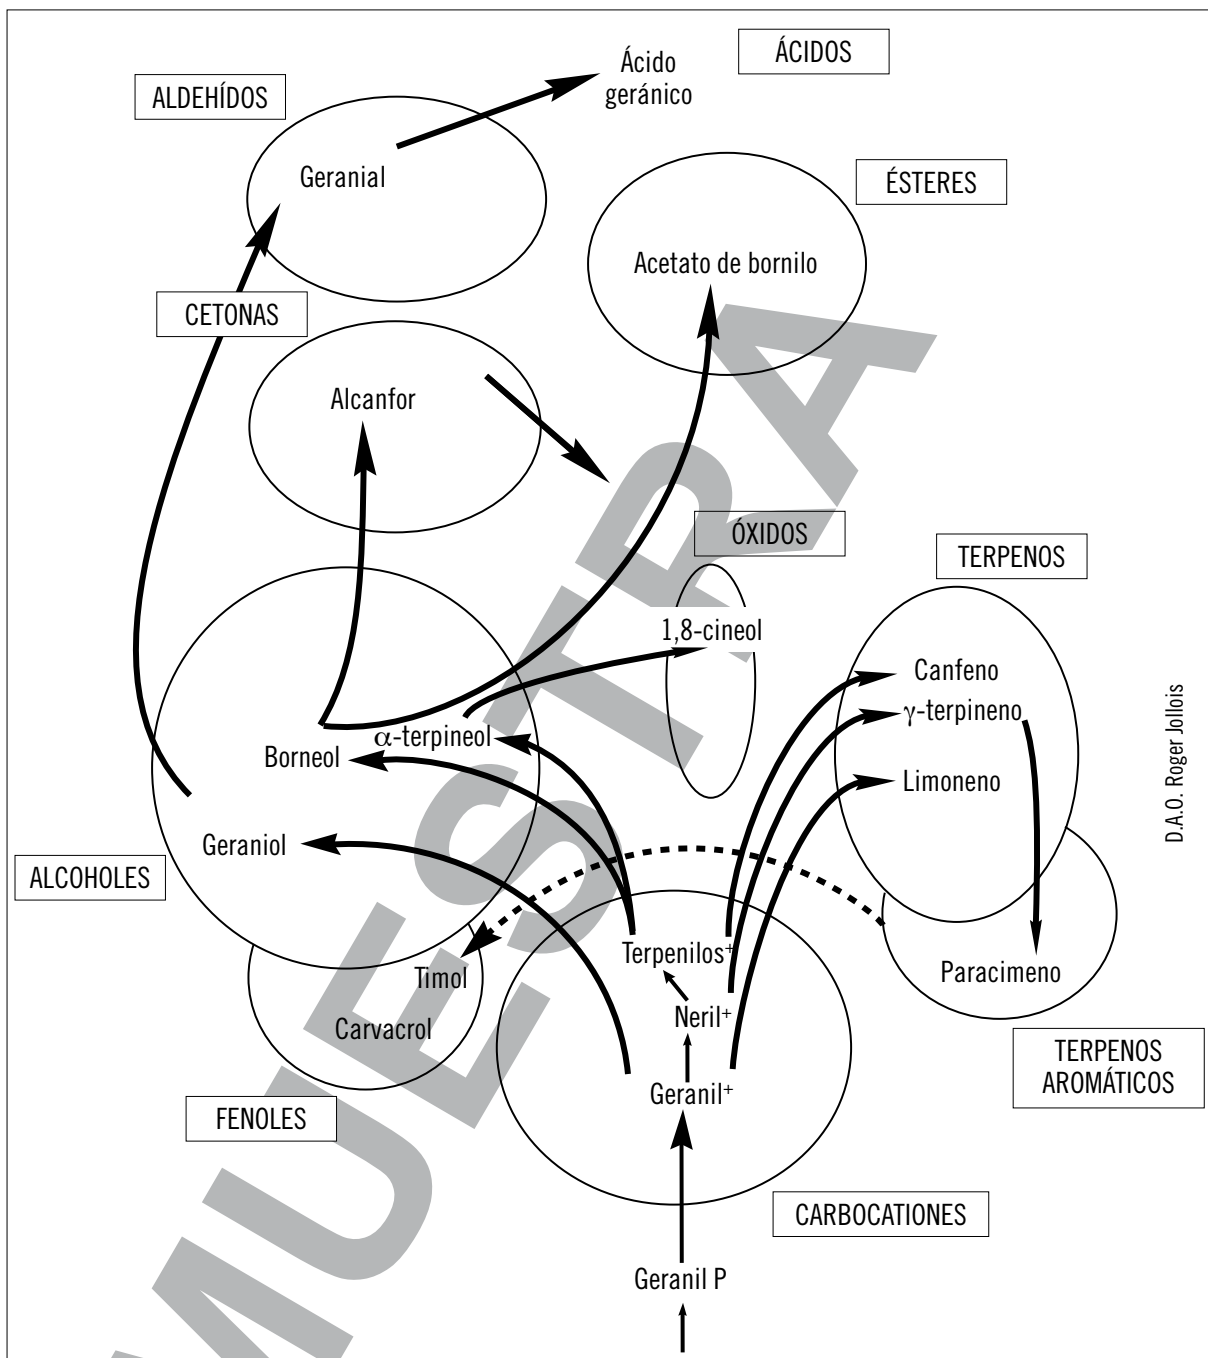 ÁCIDOS
Ácido
geránico
ALDEHÍDOS
Geranial
ÉSTERES
Acetato de bornilo
CETONAS
Alcanfor
ÓXIDOS
TERPENOS
1,8-cineol
Canfeno
γ-terpineno
α-terpineol
Borneol
Limoneno
D.A.O. Roger Jollois
Geraniol
ALCOHOLES
Terpenilos+
Timol
Paracimeno
Neril+
Carvacrol
TERPENOS
AROMÁTICOS
Geranil+
FENOLES
CARBOCATIONES
Geranil P
MUESTRA